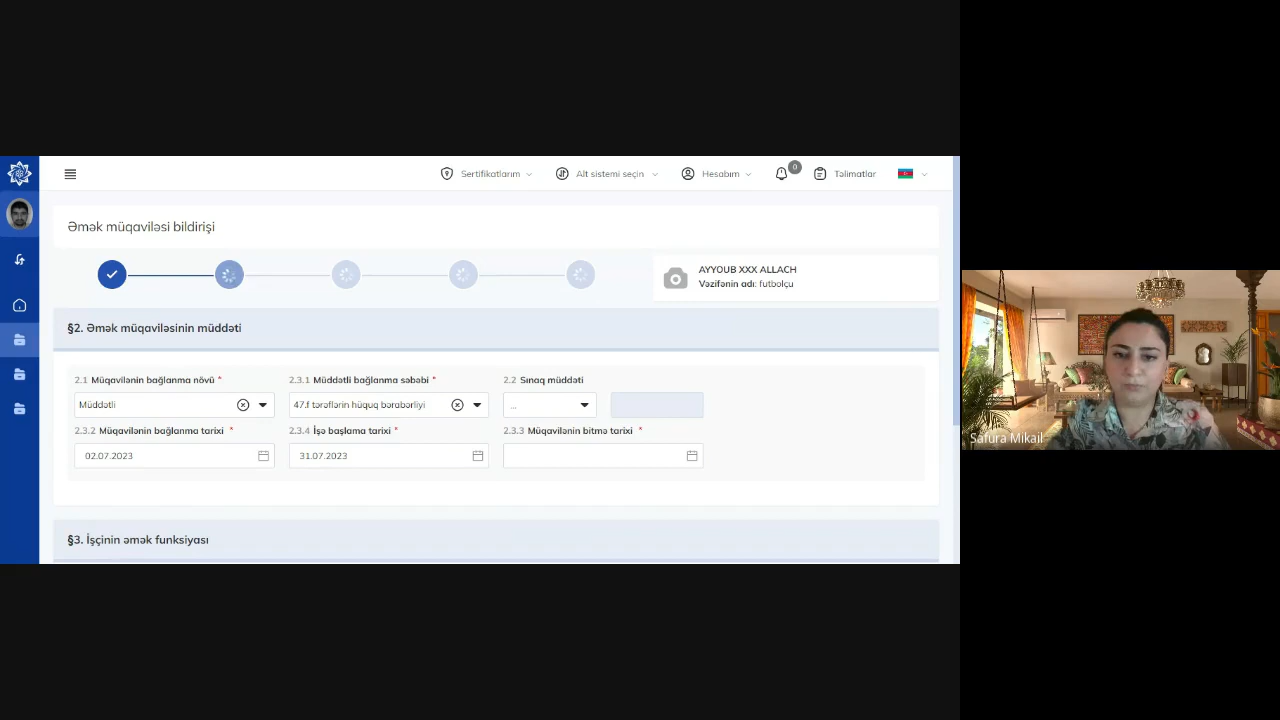 Sertifikatlarım
Alt sistemi seçin
Hesabım
0
Təlimatlar
Əmək müqaviləsi bildirişi
AYYOUB XXX ALLACH
Vəzifənin adı: futbolçu
§2. Əmək müqaviləsinin müddəti
2.1 Müqavilənin bağlanma növü *
2.3.1 Müddətli bağlanma səbəbi *
2.2 Sınaq müddəti
Müddətli
47.f tərəflərin hüquq bərabərliyi
...
2.3.2 Müqavilənin bağlanma tarixi *
2.3.4 İşə başlama tarixi *
2.3.3 Müqavilənin bitmə tarixi *
02.07.2023
31.07.2023
§3. İşçinin əmək funksiyası
Safura Mikail